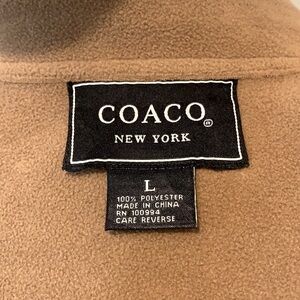 COACO®
NEW YORK
L
100% POLYESTER
MADE IN CHINA
RN 100994
CARE REVERSE